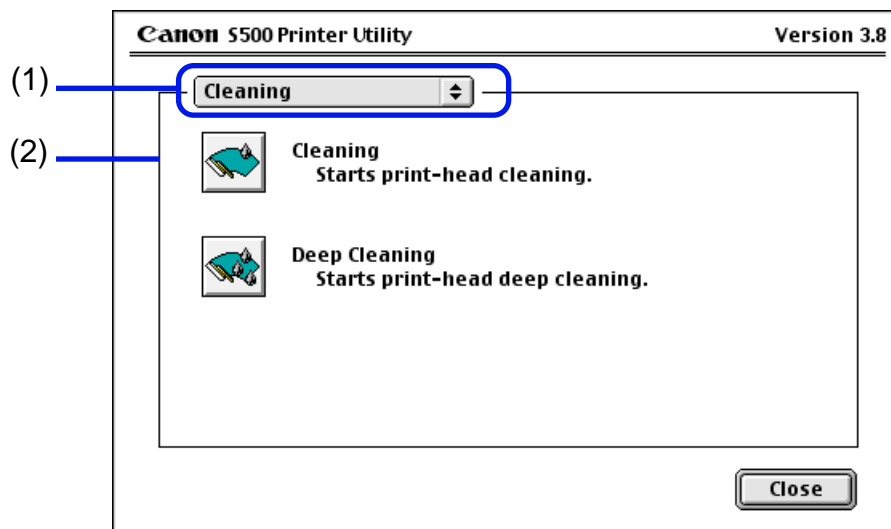 Canon S500 Printer Utility Version 3.8
(1) Cleaning
(2)
Cleaning
Starts print-head cleaning.
Deep Cleaning
Starts print-head deep cleaning.
Close